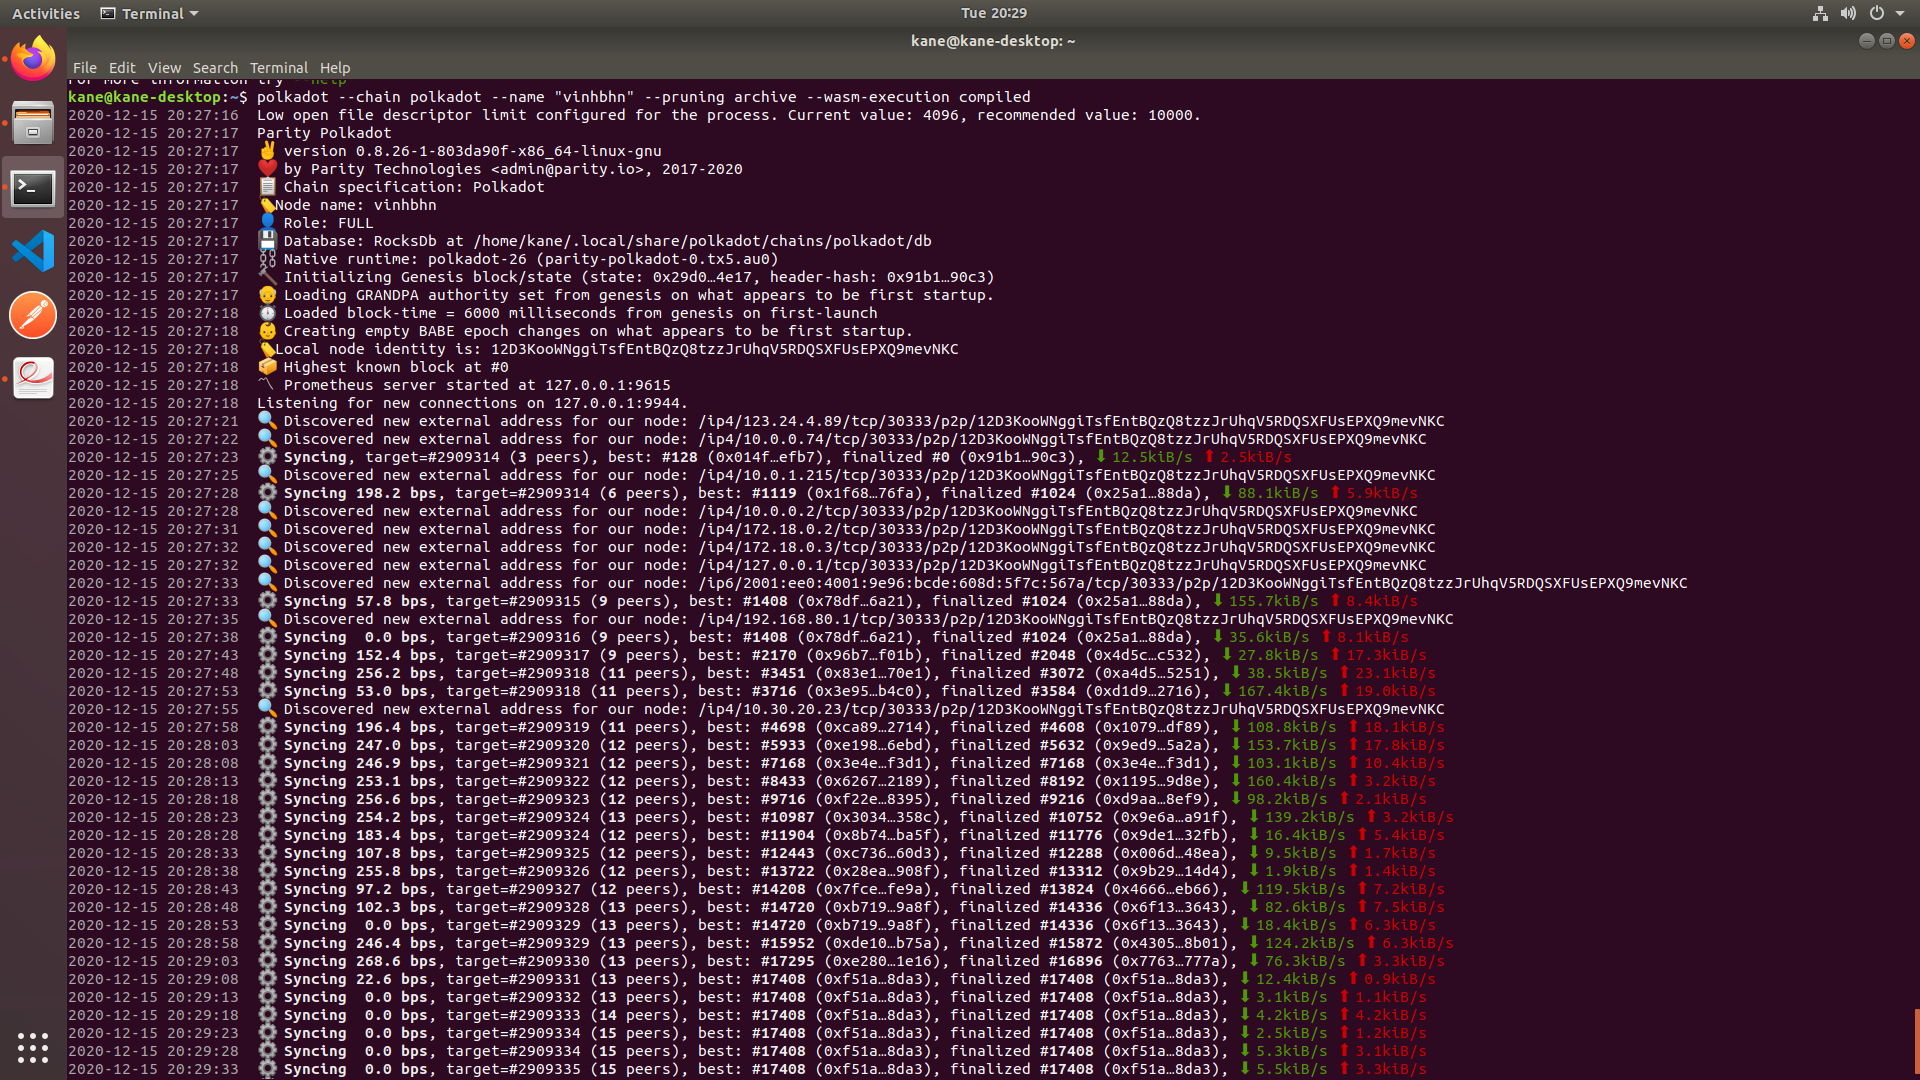 Activities
Terminal
Tue 20:29
kane@kane-desktop: ~
File Edit View Search Terminal Help
For more information try --help
kane@kane-desktop:~$ polkadot --chain polkadot --name "vinhbhn" --pruning archive --wasm-execution compiled
2020-12-15 20:27:16 Low open file descriptor limit configured for the process. Current value: 4096, recommended value: 10000.
2020-12-15 20:27:17 Parity Polkadot
2020-12-15 20:27:17 ✌️ version 0.8.26-1-803da90f-x86_64-linux-gnu
2020-12-15 20:27:17 ❤️ by Parity Technologies <admin@parity.io>, 2017-2020
2020-12-15 20:27:17 📋 Chain specification: Polkadot
2020-12-15 20:27:17 🏷 Node name: vinhbhn
2020-12-15 20:27:17 👤 Role: FULL
2020-12-15 20:27:17 💾 Database: RocksDb at /home/kane/.local/share/polkadot/chains/polkadot/db
2020-12-15 20:27:17 ⛓ Native runtime: polkadot-26 (parity-polkadot-0.tx5.au0)
2020-12-15 20:27:17 🔨 Initializing Genesis block/state (state: 0x29d0…4e17, header-hash: 0x91b1…90c3)
2020-12-15 20:27:17 👴 Loading GRANDPA authority set from genesis on what appears to be first startup.
2020-12-15 20:27:18 ⏱ Loaded block-time = 6000 milliseconds from genesis on first-launch
2020-12-15 20:27:18 👶 Creating empty BABE epoch changes on what appears to be first startup.
2020-12-15 20:27:18 🏷 Local node identity is: 12D3KooWNggiTsfEntBQzQ8tzzJrUhqV5RDQSXFUsEPXQ9mevNKC
2020-12-15 20:27:18 📦 Highest known block at #0
2020-12-15 20:27:18 〽️ Prometheus server started at 127.0.0.1:9615
2020-12-15 20:27:18 Listening for new connections on 127.0.0.1:9944.
2020-12-15 20:27:21 🔍 Discovered new external address for our node: /ip4/123.24.4.89/tcp/30333/p2p/12D3KooWNggiTsfEntBQzQ8tzzJrUhqV5RDQSXFUsEPXQ9mevNKC
2020-12-15 20:27:22 🔍 Discovered new external address for our node: /ip4/10.0.0.74/tcp/30333/p2p/12D3KooWNggiTsfEntBQzQ8tzzJrUhqV5RDQSXFUsEPXQ9mevNKC
2020-12-15 20:27:23 ⚙️ Syncing, target=#2909314 (3 peers), best: #128 (0x014f…efb7), finalized #0 (0x91b1…90c3), ⬇ 12.5kiB/s ⬆ 2.5kiB/s
2020-12-15 20:27:25 🔍 Discovered new external address for our node: /ip4/10.0.1.215/tcp/30333/p2p/12D3KooWNggiTsfEntBQzQ8tzzJrUhqV5RDQSXFUsEPXQ9mevNKC
2020-12-15 20:27:28 ⚙️ Syncing 198.2 bps, target=#2909314 (6 peers), best: #1119 (0x1f68…76fa), finalized #1024 (0x25a1…88da), ⬇ 88.1kiB/s ⬆ 5.9kiB/s
2020-12-15 20:27:28 🔍 Discovered new external address for our node: /ip4/10.0.0.2/tcp/30333/p2p/12D3KooWNggiTsfEntBQzQ8tzzJrUhqV5RDQSXFUsEPXQ9mevNKC
2020-12-15 20:27:31 🔍 Discovered new external address for our node: /ip4/172.18.0.2/tcp/30333/p2p/12D3KooWNggiTsfEntBQzQ8tzzJrUhqV5RDQSXFUsEPXQ9mevNKC
2020-12-15 20:27:32 🔍 Discovered new external address for our node: /ip4/172.18.0.3/tcp/30333/p2p/12D3KooWNggiTsfEntBQzQ8tzzJrUhqV5RDQSXFUsEPXQ9mevNKC
2020-12-15 20:27:32 🔍 Discovered new external address for our node: /ip4/127.0.0.1/tcp/30333/p2p/12D3KooWNggiTsfEntBQzQ8tzzJrUhqV5RDQSXFUsEPXQ9mevNKC
2020-12-15 20:27:33 🔍 Discovered new external address for our node: /ip6/2001:ee0:4001:9e96:bcde:608d:5f7c:567a/tcp/30333/p2p/12D3KooWNggiTsfEntBQzQ8tzzJrUhqV5RDQSXFUsEPXQ9mevNKC
2020-12-15 20:27:33 ⚙️ Syncing 57.8 bps, target=#2909315 (9 peers), best: #1408 (0x78df…6a21), finalized #1024 (0x25a1…88da), ⬇ 155.7kiB/s ⬆ 8.4kiB/s
2020-12-15 20:27:35 🔍 Discovered new external address for our node: /ip4/192.168.80.1/tcp/30333/p2p/12D3KooWNggiTsfEntBQzQ8tzzJrUhqV5RDQSXFUsEPXQ9mevNKC
2020-12-15 20:27:38 ⚙️ Syncing  0.0 bps, target=#2909316 (9 peers), best: #1408 (0x78df…6a21), finalized #1024 (0x25a1…88da), ⬇ 35.6kiB/s ⬆ 8.1kiB/s
2020-12-15 20:27:43 ⚙️ Syncing 152.4 bps, target=#2909317 (9 peers), best: #2170 (0x96b7…f01b), finalized #2048 (0x4d5c…c532), ⬇ 27.8kiB/s ⬆ 17.3kiB/s
2020-12-15 20:27:48 ⚙️ Syncing 256.2 bps, target=#2909318 (11 peers), best: #3451 (0x83e1…70e1), finalized #3072 (0xa4d5…5251), ⬇ 38.5kiB/s ⬆ 23.1kiB/s
2020-12-15 20:27:53 ⚙️ Syncing 53.0 bps, target=#2909318 (11 peers), best: #3716 (0x3e95…b4c0), finalized #3584 (0xd1d9…2716), ⬇ 167.4kiB/s ⬆ 19.0kiB/s
2020-12-15 20:27:55 🔍 Discovered new external address for our node: /ip4/10.30.20.23/tcp/30333/p2p/12D3KooWNggiTsfEntBQzQ8tzzJrUhqV5RDQSXFUsEPXQ9mevNKC
2020-12-15 20:27:58 ⚙️ Syncing 196.4 bps, target=#2909319 (11 peers), best: #4698 (0xca89…2714), finalized #4608 (0x1079…df89), ⬇ 108.8kiB/s ⬆ 18.1kiB/s
2020-12-15 20:28:03 ⚙️ Syncing 247.0 bps, target=#2909320 (12 peers), best: #5933 (0xe198…6ebd), finalized #5632 (0x9ed9…5a2a), ⬇ 153.7kiB/s ⬆ 17.8kiB/s
2020-12-15 20:28:08 ⚙️ Syncing 246.9 bps, target=#2909321 (12 peers), best: #7168 (0x3e4e…f3d1), finalized #7168 (0x3e4e…f3d1), ⬇ 103.1kiB/s ⬆ 10.4kiB/s
2020-12-15 20:28:13 ⚙️ Syncing 253.1 bps, target=#2909322 (12 peers), best: #8433 (0x6267…2189), finalized #8192 (0x1195…9d8e), ⬇ 160.4kiB/s ⬆ 3.2kiB/s
2020-12-15 20:28:18 ⚙️ Syncing 256.6 bps, target=#2909323 (12 peers), best: #9716 (0xf22e…8395), finalized #9216 (0xd9aa…8ef9), ⬇ 98.2kiB/s ⬆ 2.1kiB/s
2020-12-15 20:28:23 ⚙️ Syncing 254.2 bps, target=#2909324 (13 peers), best: #10987 (0x3034…358c), finalized #10752 (0x9e6a…a91f), ⬇ 139.2kiB/s ⬆ 3.2kiB/s
2020-12-15 20:28:28 ⚙️ Syncing 183.4 bps, target=#2909324 (12 peers), best: #11904 (0x8b74…ba5f), finalized #11776 (0x9de1…32fb), ⬇ 16.4kiB/s ⬆ 5.4kiB/s
2020-12-15 20:28:33 ⚙️ Syncing 107.8 bps, target=#2909325 (12 peers), best: #12443 (0xc736…60d3), finalized #12288 (0x006d…48ea), ⬇ 9.5kiB/s ⬆ 1.7kiB/s
2020-12-15 20:28:38 ⚙️ Syncing 255.8 bps, target=#2909326 (12 peers), best: #13722 (0x28ea…908f), finalized #13312 (0x9b29…14d4), ⬇ 1.9kiB/s ⬆ 1.4kiB/s
2020-12-15 20:28:43 ⚙️ Syncing 97.2 bps, target=#2909327 (12 peers), best: #14208 (0x7fce…fe9a), finalized #13824 (0x4666…eb66), ⬇ 119.5kiB/s ⬆ 7.2kiB/s
2020-12-15 20:28:48 ⚙️ Syncing 102.3 bps, target=#2909328 (13 peers), best: #14720 (0xb719…9a8f), finalized #14336 (0x6f13…3643), ⬇ 82.6kiB/s ⬆ 7.5kiB/s
2020-12-15 20:28:53 ⚙️ Syncing  0.0 bps, target=#2909329 (13 peers), best: #14720 (0xb719…9a8f), finalized #14336 (0x6f13…3643), ⬇ 18.4kiB/s ⬆ 6.3kiB/s
2020-12-15 20:28:58 ⚙️ Syncing 246.4 bps, target=#2909329 (13 peers), best: #15952 (0xde10…b75a), finalized #15872 (0x4305…8b01), ⬇ 124.2kiB/s ⬆ 6.3kiB/s
2020-12-15 20:29:03 ⚙️ Syncing 268.6 bps, target=#2909330 (13 peers), best: #17295 (0xe280…1e16), finalized #16896 (0x7763…777a), ⬇ 76.3kiB/s ⬆ 3.3kiB/s
2020-12-15 20:29:08 ⚙️ Syncing 22.6 bps, target=#2909331 (13 peers), best: #17408 (0xf51a…8da3), finalized #17408 (0xf51a…8da3), ⬇ 12.4kiB/s ⬆ 0.9kiB/s
2020-12-15 20:29:13 ⚙️ Syncing  0.0 bps, target=#2909332 (13 peers), best: #17408 (0xf51a…8da3), finalized #17408 (0xf51a…8da3), ⬇ 3.1kiB/s ⬆ 1.1kiB/s
2020-12-15 20:29:18 ⚙️ Syncing  0.0 bps, target=#2909333 (14 peers), best: #17408 (0xf51a…8da3), finalized #17408 (0xf51a…8da3), ⬇ 4.2kiB/s ⬆ 4.2kiB/s
2020-12-15 20:29:23 ⚙️ Syncing  0.0 bps, target=#2909334 (15 peers), best: #17408 (0xf51a…8da3), finalized #17408 (0xf51a…8da3), ⬇ 2.5kiB/s ⬆ 1.2kiB/s
2020-12-15 20:29:28 ⚙️ Syncing  0.0 bps, target=#2909334 (15 peers), best: #17408 (0xf51a…8da3), finalized #17408 (0xf51a…8da3), ⬇ 5.3kiB/s ⬆ 3.1kiB/s
2020-12-15 20:29:33 ⚙️ Syncing  0.0 bps, target=#2909335 (15 peers), best: #17408 (0xf51a…8da3), finalized #17408 (0xf51a…8da3), ⬇ 5.5kiB/s ⬆ 3.3kiB/s